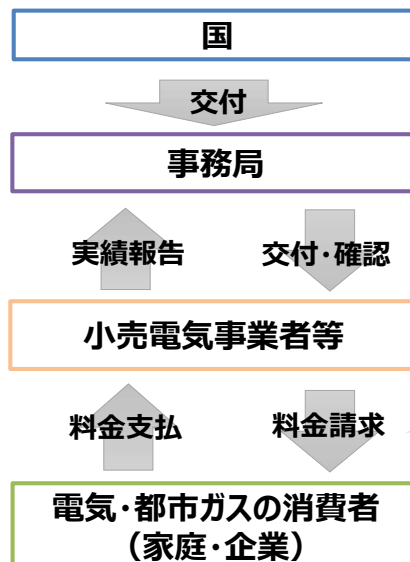 国
交付
事務局
実績報告
交付・確認
小売電気事業者等
料金支払
料金請求
電気・都市ガスの消費者
（家庭・企業）